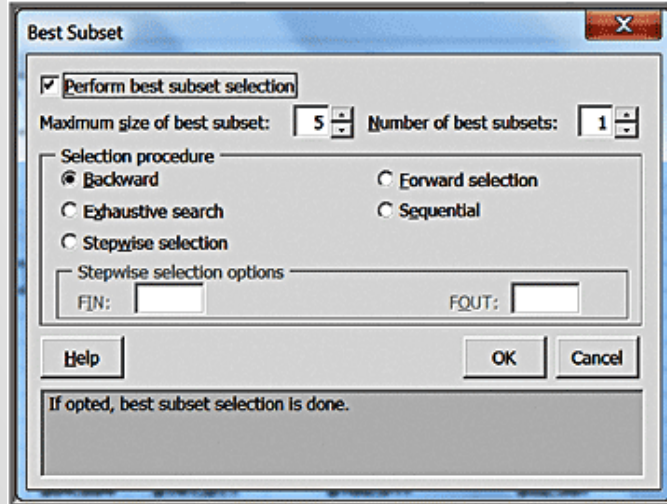 Best Subset
Perform best subset selection
Maximum size of best subset: 5 Number of best subsets: 1
Selection procedure
Backward Forward selection
Exhaustive search Sequential
Stepwise selection
Stepwise selection options
FIN: FOUT:
Help OK Cancel
If opted, best subset selection is done.